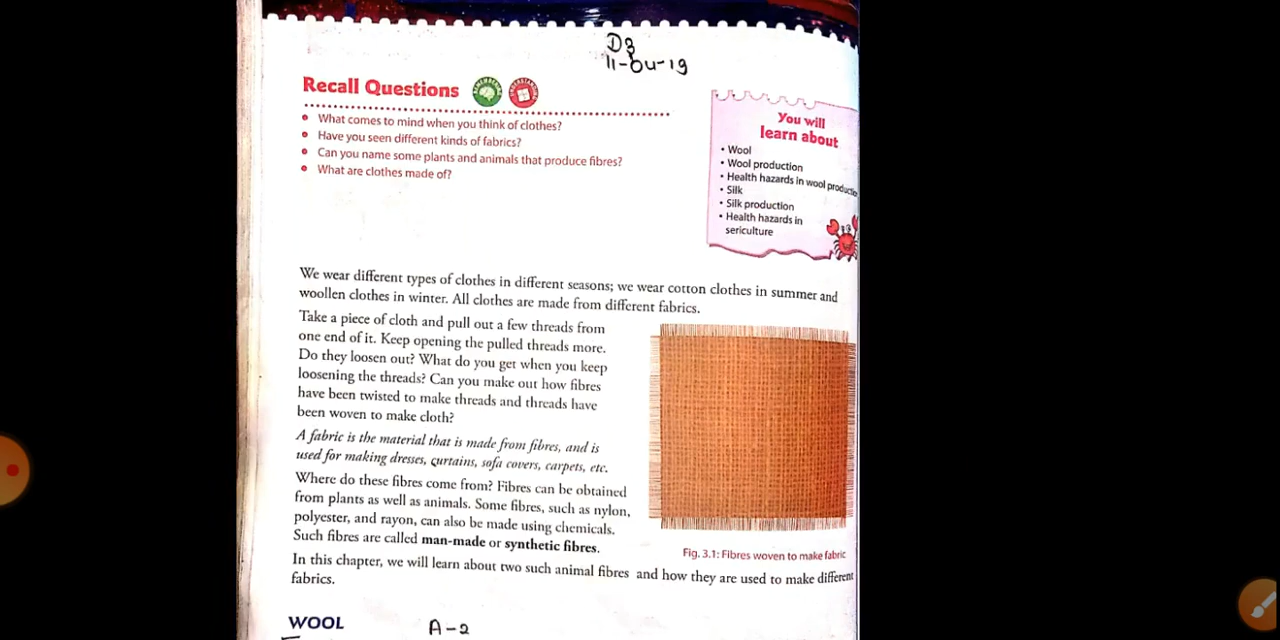 D3
11-04-19
Recall Questions
REMEMBERING
UNDERSTANDING
• What comes to mind when you think of clothes?
• Have you seen different kinds of fabrics?
• Can you name some plants and animals that produce fibres?
• What are clothes made of?
You will
learn about
• Wool
• Wool production
• Health hazards in wool productio
• Silk
• Silk production
• Health hazards in
sericulture
We wear different types of clothes in different seasons; we wear cotton clothes in summer and
woollen clothes in winter. All clothes are made from different fabrics.
Take a piece of cloth and pull out a few threads from
one end of it. Keep opening the pulled threads more.
Do they loosen out? What do you get when you keep
loosening the threads? Can you make out how fibres
have been twisted to make threads and threads have
been woven to make cloth?
A fabric is the material that is made from fibres, and is
used for making dresses, curtains, sofa covers, carpets, etc.
Where do these fibres come from? Fibres can be obtained
from plants as well as animals. Some fibres, such as nylon,
polyester, and rayon, can also be made using chemicals.
Such fibres are called man-made or synthetic fibres.
Fig. 3.1: Fibres woven to make fabric
In this chapter, we will learn about two such animal fibres and how they are used to make different
fabrics.
WOOL
A-2